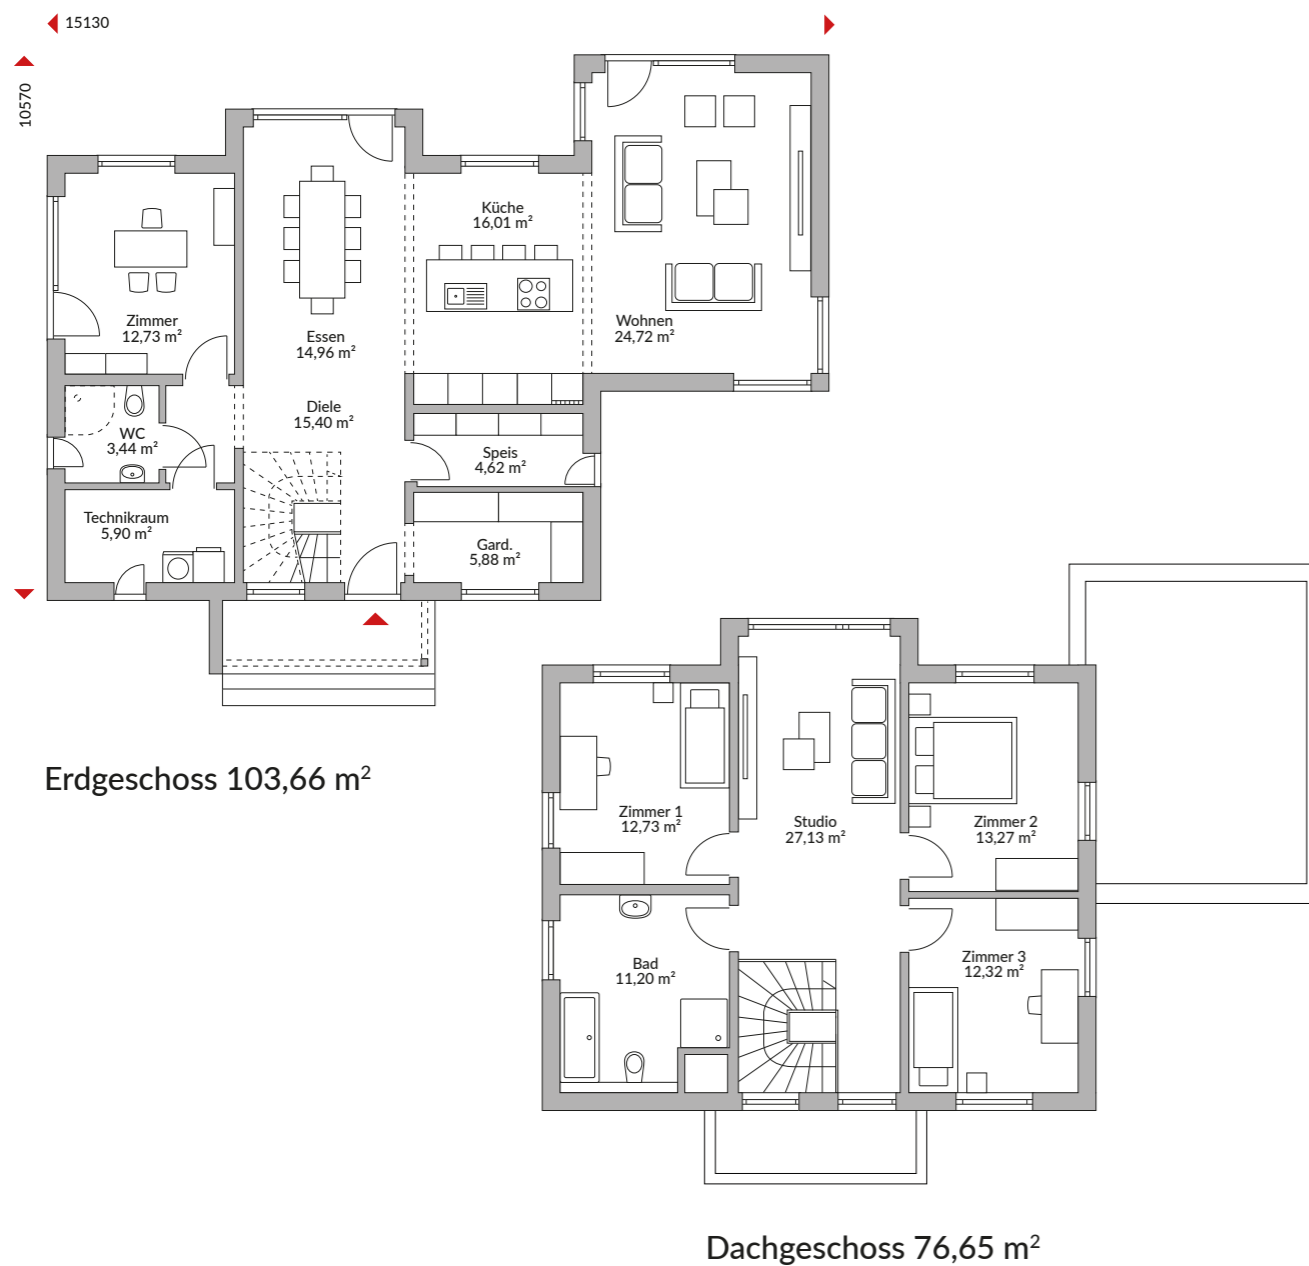 15130
10570
Küche
16,01 m²
Zimmer
12,73 m²
Essen
14,96 m²
Wohnen
24,72 m²
Diele
15,40 m²
WC
3,44 m²
Speis
4,62 m²
Technikraum
5,90 m²
Gard.
5,88 m²
Erdgeschoss 103,66 m²
Zimmer 1
12,73 m²
Studio
27,13 m²
Zimmer 2
13,27 m²
Bad
11,20 m²
Zimmer 3
12,32 m²
Dachgeschoss 76,65 m²